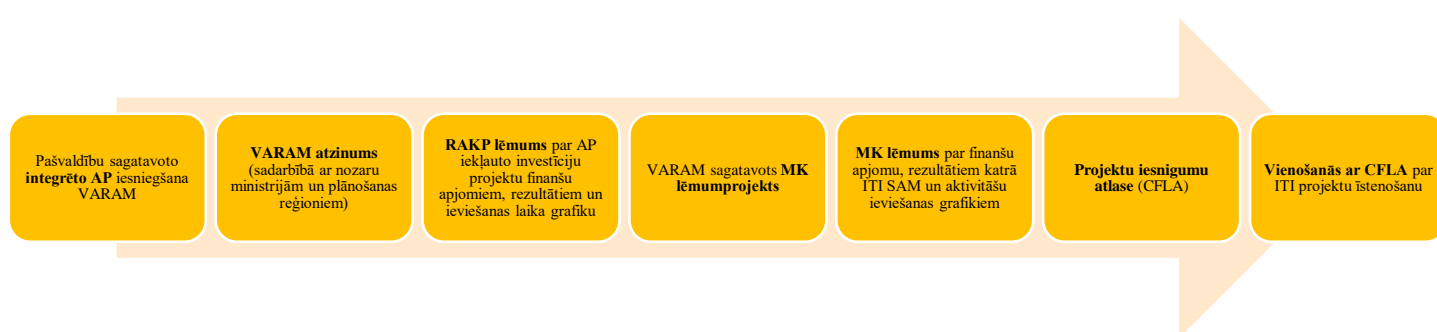 Pašvaldību sagatavoto
integrēto AP iesniegšana
VARAM
VARAM atzinums
(sadarbībā ar nozaru
ministrijām un plānošanas
reģioniem)
RAKP lēmums par AP
iekļauto investīciju
projektu finanšu
apjomiem, rezultātiem un
ieviešanas laika grafiku
VARAM sagatavots MK
lēmumprojekts
MK lēmums par finanšu
apjomu, rezultātiem katrā
ITI SAM un aktivitāšu
ieviešanas grafikiem
Projektu iesnigumu
atlase (CFLA)
Vienošanās ar CFLA par
ITI projektu īstenošanu